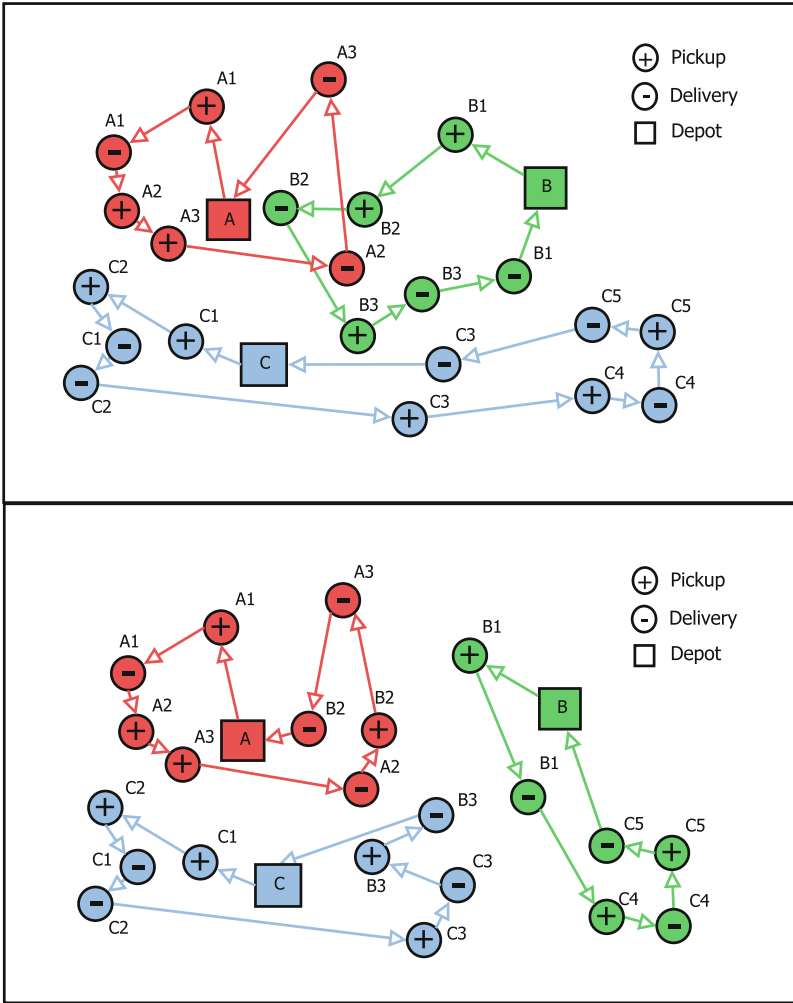 A3
A1
+ Pickup
A1
B1
- Delivery
Depot
B2
B
A2
A3
A
B2
A2
B1
C2
B3
B3
C1
C1
C5
C5
C3
C
C2
C4
C4
C3
A3
+ Pickup
A1
- Delivery
B1
A1
Depot
A2
B2
B2
B
A3
A
A2
B1
C2
B3
C1
C5
C5
C1
C3
B3
C
C2
C4
C4
C3